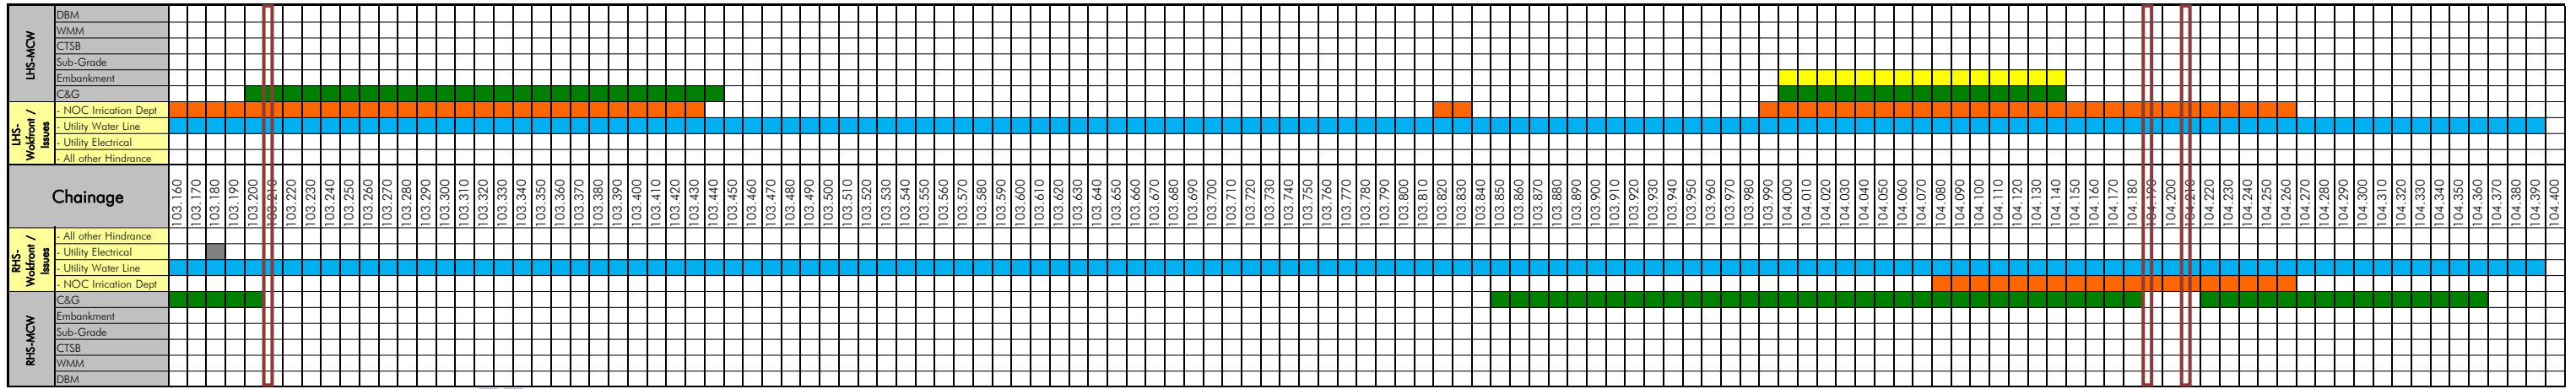 LHS-MCW
DBM
WMM
CTSB
Sub-Grade
Embankment
C&G
LHS-
Wokfront /
Issues
- NOC Irrication Dept
- Utility Water Line
- Utility Electrical
- All other Hindrance
Chainage
103.160 103.170 103.180 103.190 103.200 103.210 103.220 103.230 103.240 103.250 103.260 103.270 103.280 103.290 103.300 103.310 103.320 103.330 103.340 103.350 103.360 103.370 103.380 103.390 103.400 103.410 103.420 103.430 103.440 103.450 103.460 103.470 103.480 103.490 103.500 103.510 103.520 103.530 103.540 103.550 103.560 103.570 103.580 103.590 103.600 103.610 103.620 103.630 103.640 103.650 103.660 103.670 103.680 103.690 103.700 103.710 103.720 103.730 103.740 103.750 103.760 103.770 103.780 103.790 103.800 103.810 103.820 103.830 103.840 103.850 103.860 103.870 103.880 103.890 103.900 103.910 103.920 103.930 103.940 103.950 103.960 103.970 103.980 103.990 104.000 104.010 104.020 104.030 104.040 104.050 104.060 104.070 104.080 104.090 104.100 104.110 104.120 104.130 104.140 104.150 104.160 104.170 104.180 104.190 104.200 104.210 104.220 104.230 104.240 104.250 104.260 104.270 104.280 104.290 104.300 104.310 104.320 104.330 104.340 104.350 104.360 104.370 104.380 104.390 104.400
RHS-
Wokfront /
Issues
- All other Hindrance
- Utility Electrical
- Utility Water Line
- NOC Irrication Dept
RHS-MCW
C&G
Embankment
Sub-Grade
CTSB
WMM
DBM